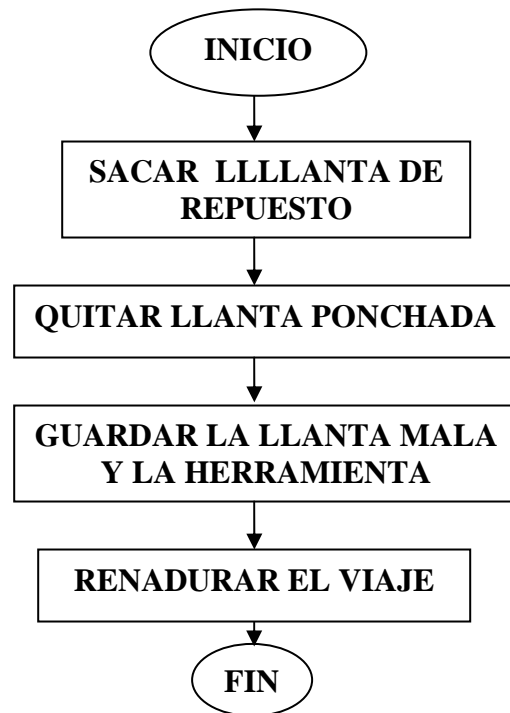 INICIO
SACAR LLLLANTA DE
REPUESTO
QUITAR LLANTA PONCHADA
GUARDAR LA LLANTA MALA
Y LA HERRAMIENTA
RENADURAR EL VIAJE
FIN